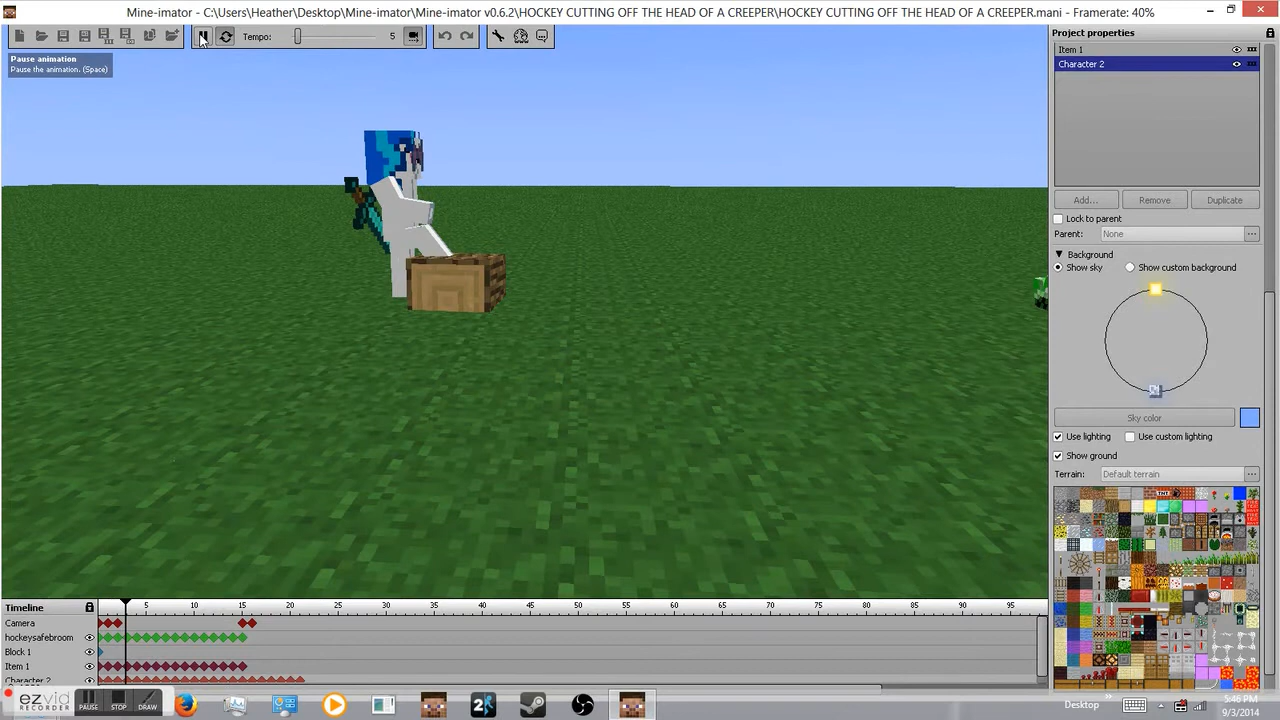 Mine-imator - C:\Users\Heather\Desktop\Mine-imator\Mine-imator v0.6.2\HOCKEY CUTTING OFF THE HEAD OF A CREEPER\HOCKEY CUTTING OFF THE HEAD OF A CREEPER.mani - Framerate: 40%
Tempo: 5
Pause animation
Pause the animation. (Space)
Project properties
Item 1
Character 2
Add... Remove Duplicate
Lock to parent
Parent: None ...
Background
Show sky Show custom background
Sky color
Use lighting Use custom lighting
Show ground
Terrain: Default terrain ...
Timeline 5 10 15 20 25 30 35 40 45 50 55 60 65 70 75 80 85 90 95
Camera
hockeysafebroom
Block 1
Item 1
Character 2
ezvid
RECORDER
PAUSE STOP DRAW
Desktop
5:46 PM
9/3/2014